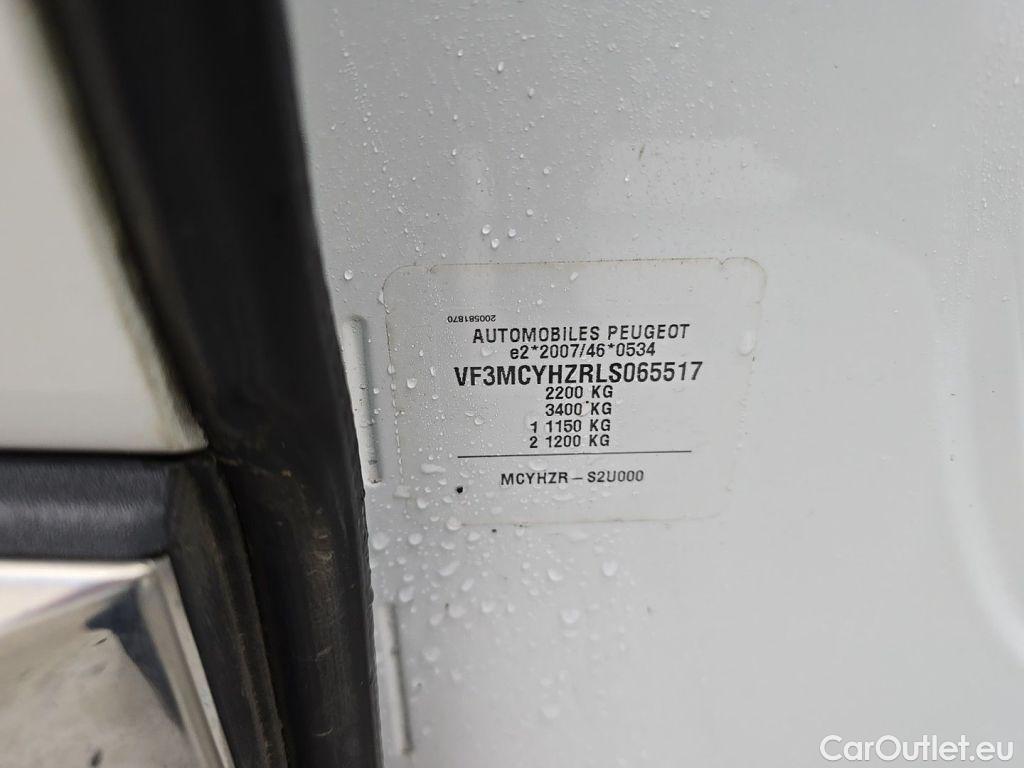 200581870
AUTOMOBILES PEUGEOT
e2*2007/46*0534
VF3MCYHZRLS065517
2200 KG
3400 KG
1 1150 KG
2 1200 KG
MCYHZR – S2U000
CarOutlet.eu